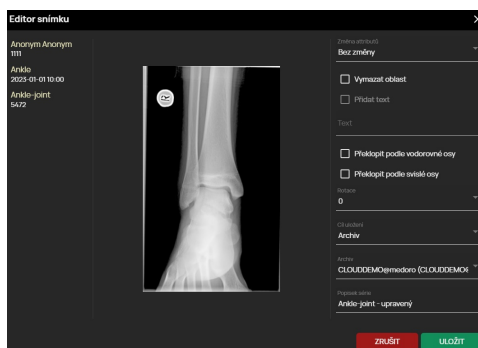 Editor snímku
Anonym Anonym
1111
Ankle
2023-01-01 10:00
Ankle-joint
5472
Změna atributů
Bez změny
Vymazat oblast
Přidat text
Text
Překlopit podle vodorovné osy
Překlopit podle svislé osy
Rotace
0
Cíl uložení
Archiv
Archiv
CLOUDDEMO@medoro (CLOUDDEMO@
Popisek série
Ankle-joint - upravený
ZRUŠIT
ULOŽIT